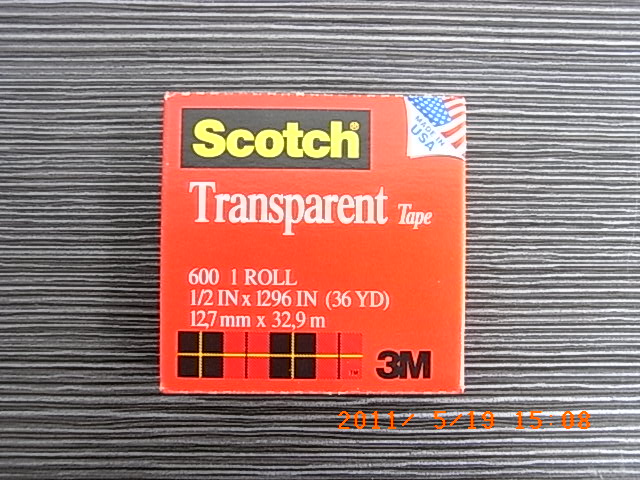 Scotch®
MADE IN
USA
Transparent Tape
600 1 ROLL
1/2 IN x 1296 IN (36 YD)
12,7 mm x 32,9 m
TM
3M
2011/ 5/19 15:08